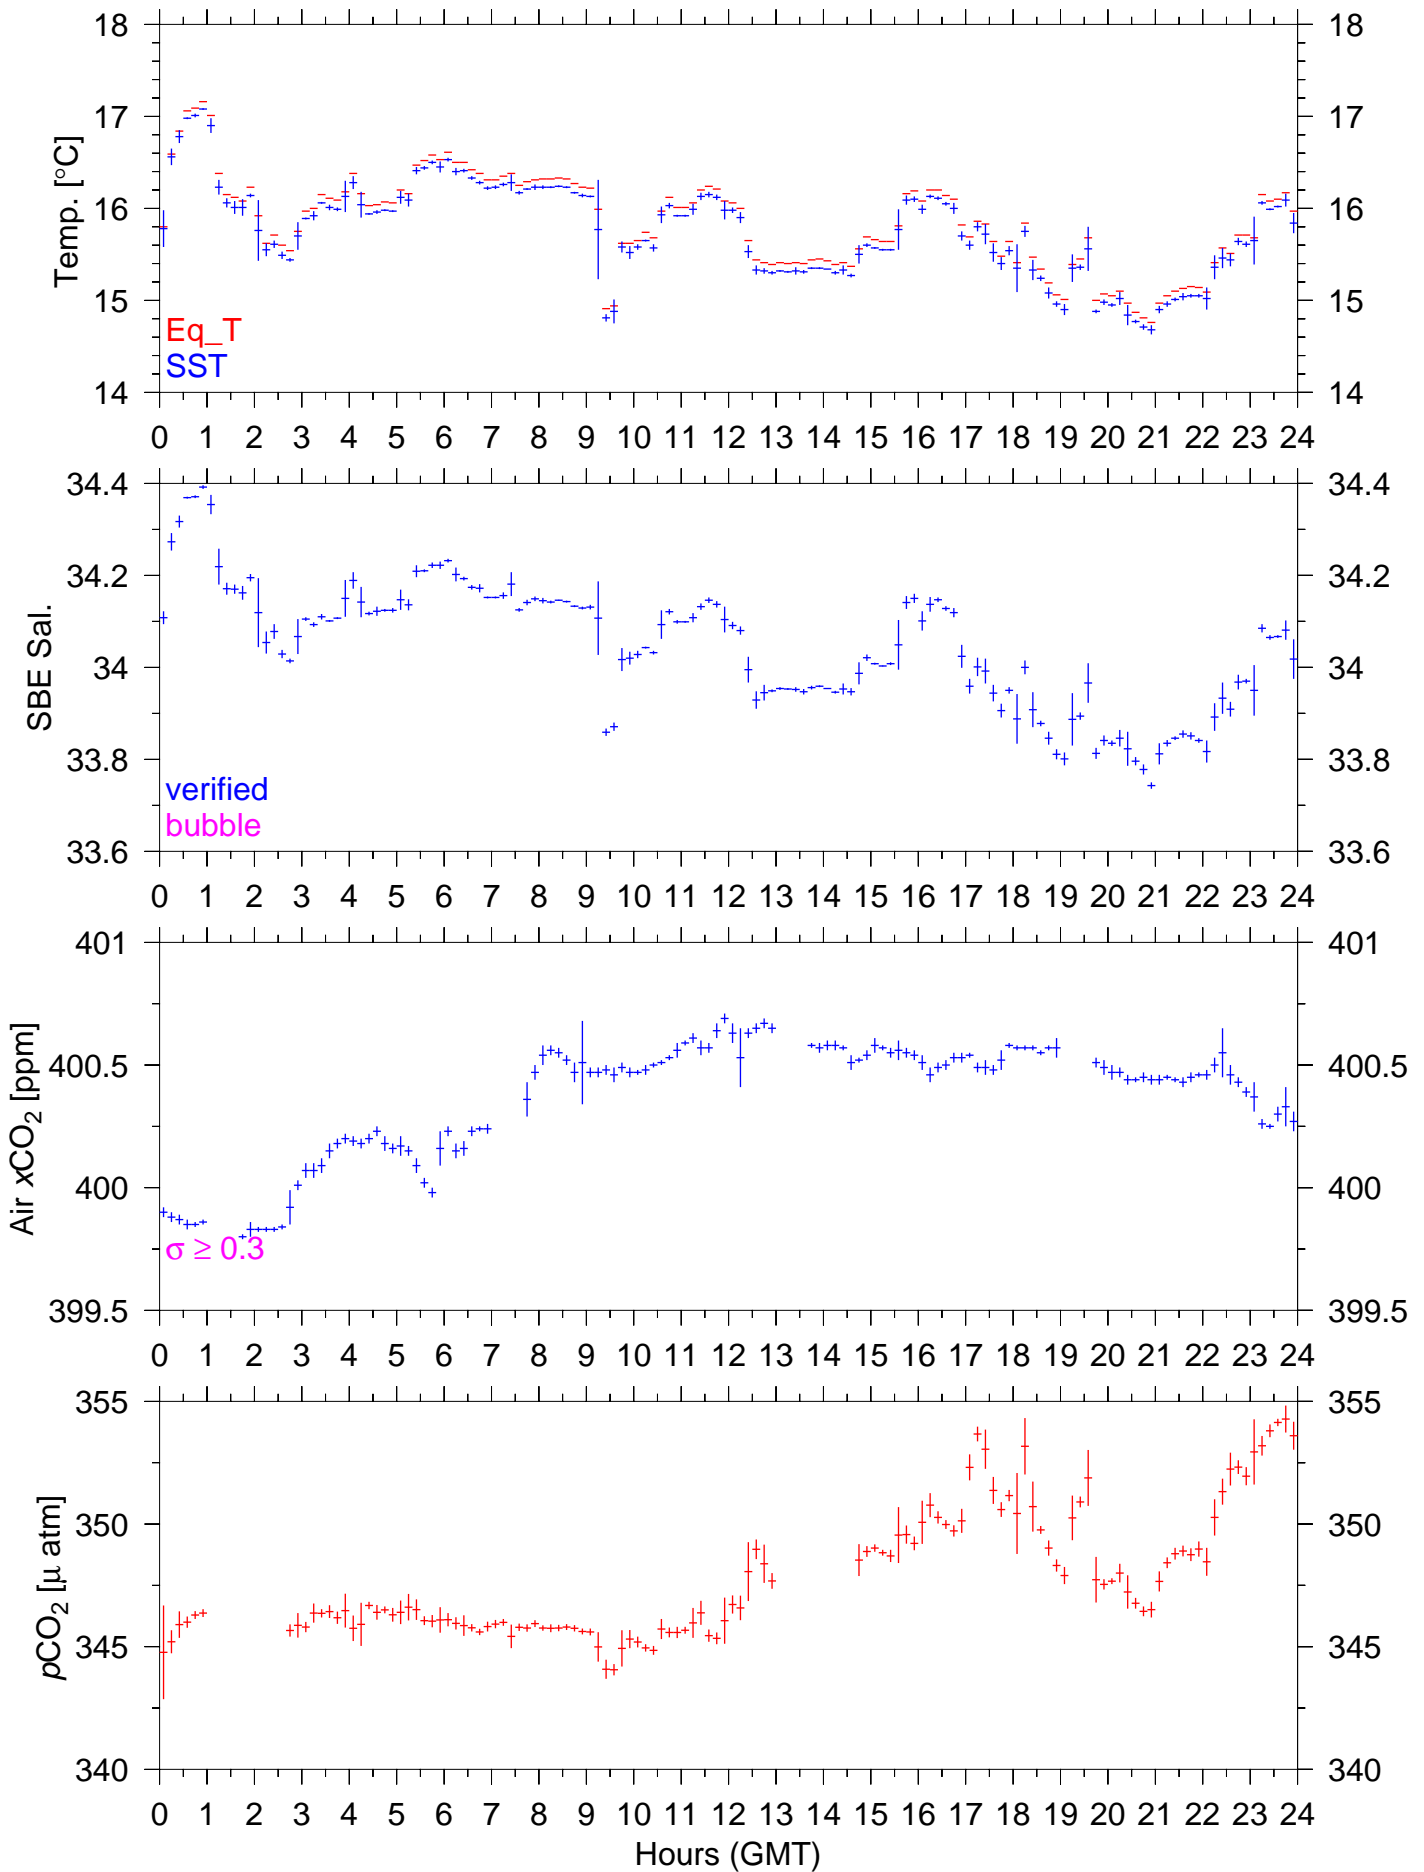 18 18
17 17
16 16
15 15
14 14
Temp. [°C]
Eq_T
SST
0 1 2 3 4 5 6 7 8 9 10 11 12 13 14 15 16 17 18 19 20 21 22 23 24
34.4 34.4
34.2 34.2
34 34
33.8 33.8
33.6 33.6
SBE Sal.
verified
bubble
0 1 2 3 4 5 6 7 8 9 10 11 12 13 14 15 16 17 18 19 20 21 22 23 24
401 401
400.5 400.5
400 400
399.5 399.5
Air xCO₂ [ppm]
σ ≥ 0.3
0 1 2 3 4 5 6 7 8 9 10 11 12 13 14 15 16 17 18 19 20 21 22 23 24
355 355
350 350
345 345
340 340
pCO₂ [μ atm]
0 1 2 3 4 5 6 7 8 9 10 11 12 13 14 15 16 17 18 19 20 21 22 23 24
Hours (GMT)